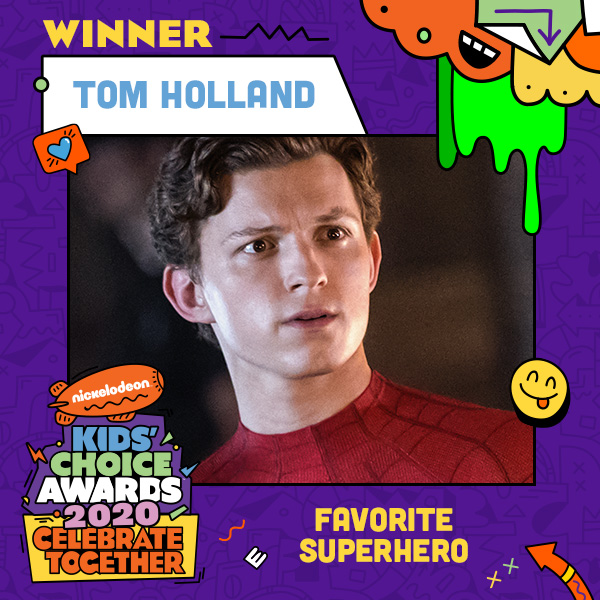 WINNER
TOM HOLLAND
nickelodeon
KIDS'
CHOICE
AWARDS
2020
CELEBRATE
TOGETHER
FAVORITE
SUPERHERO